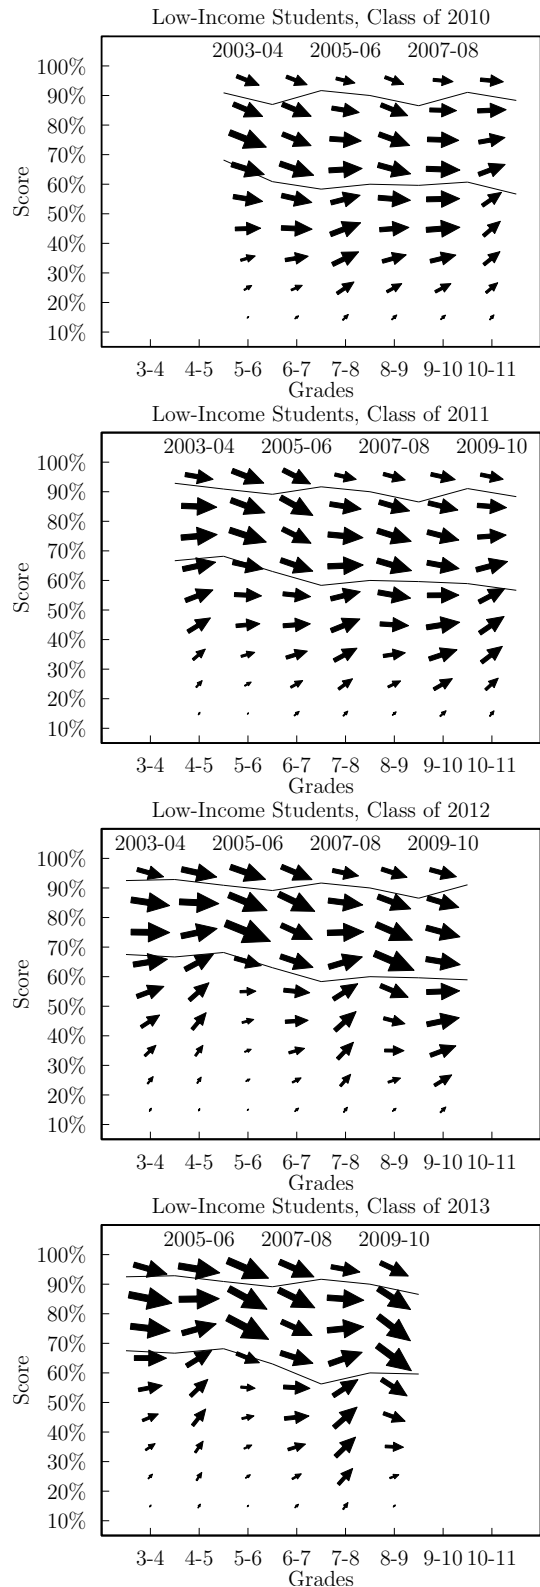 Low-Income Students, Class of 2010
2003-04 2005-06 2007-08
100%
90%
80%
70%
60%
50%
40%
30%
20%
10%
Score
3-4 4-5 5-6 6-7 7-8 8-9 9-10 10-11
Grades
Low-Income Students, Class of 2011
2003-04 2005-06 2007-08 2009-10
100%
90%
80%
70%
60%
50%
40%
30%
20%
10%
Score
3-4 4-5 5-6 6-7 7-8 8-9 9-10 10-11
Grades
Low-Income Students, Class of 2012
2003-04 2005-06 2007-08 2009-10
100%
90%
80%
70%
60%
50%
40%
30%
20%
10%
Score
3-4 4-5 5-6 6-7 7-8 8-9 9-10 10-11
Grades
Low-Income Students, Class of 2013
2005-06 2007-08 2009-10
100%
90%
80%
70%
60%
50%
40%
30%
20%
10%
Score
3-4 4-5 5-6 6-7 7-8 8-9 9-10 10-11
Grades